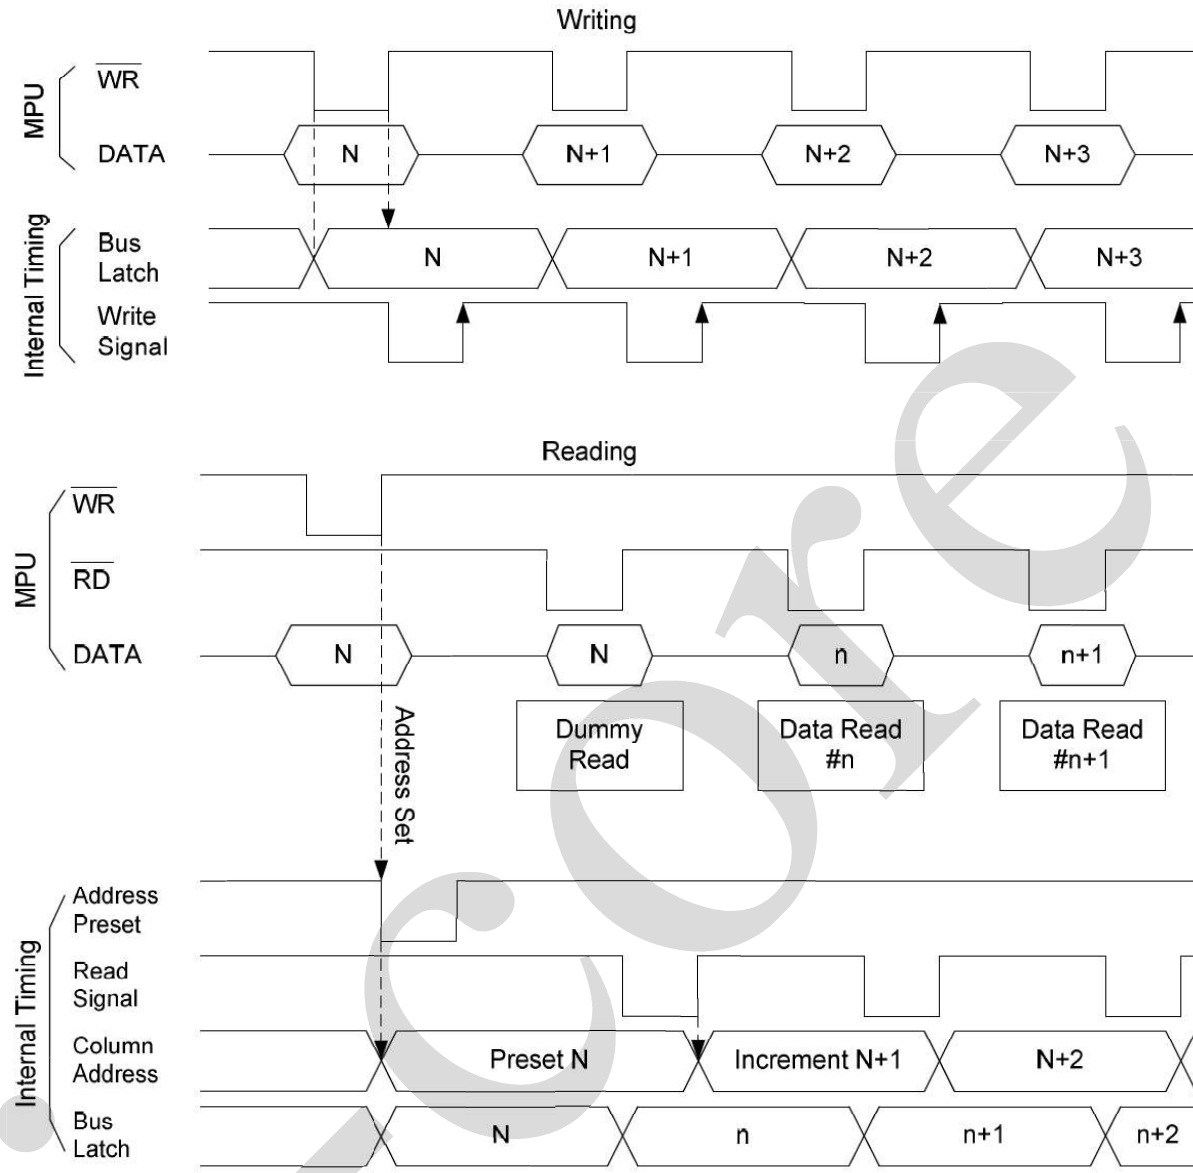 Writing
MPU
WR
DATA
N
N+1
N+2
N+3
Internal Timing
Bus
Latch
N
N+1
N+2
N+3
Write
Signal
Reading
MPU
WR
RD
DATA
N
N
n
n+1
Address Set
Dummy
Read
Data Read
#n
Data Read
#n+1
Internal Timing
Address
Preset
Read
Signal
Column
Address
Preset N
Increment N+1
N+2
Bus
Latch
N
n
n+1
n+2
core